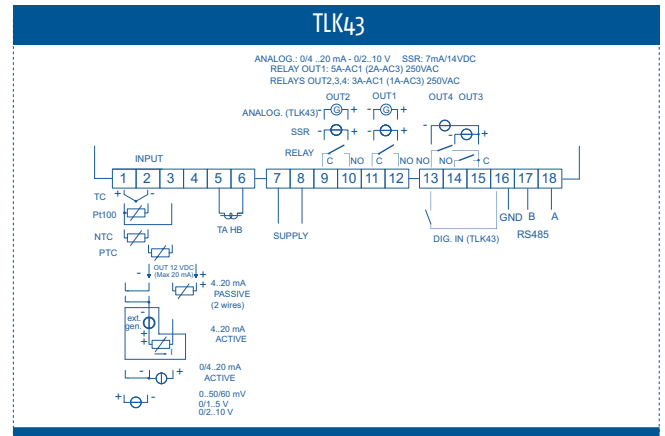 TLK43
ANALOG.: 0/4 ..20 mA - 0/2..10 V SSR: 7mA/14VDC
RELAY OUT1: 5A-AC1 (2A-AC3) 250VAC
RELAYS OUT2,3,4: 3A-AC1 (1A-AC3) 250VAC
OUT2 OUT1 OUT4 OUT3
ANALOG. (TLK43) - G + - G +
SSR - + - + - +
RELAY
C NO C NO NO NO C
INPUT
1 2 3 4 5 6 7 8 9 10 11 12 13 14 15 16 17 18
TC + -
GND B A
Pt100
TA HB
SUPPLY
RS485
NTC
DIG. IN (TLK43)
PTC
- OUT 12 VDC +
(Max 20 mA)
+ 4..20 mA
PASSIVE
(2 wires)
-
ext.
gen.
+
+
4..20 mA
ACTIVE
- I
- + 0/4..20 mA
ACTIVE
+ - 0..50/60 mV
0/1..5 V
0/2..10 V